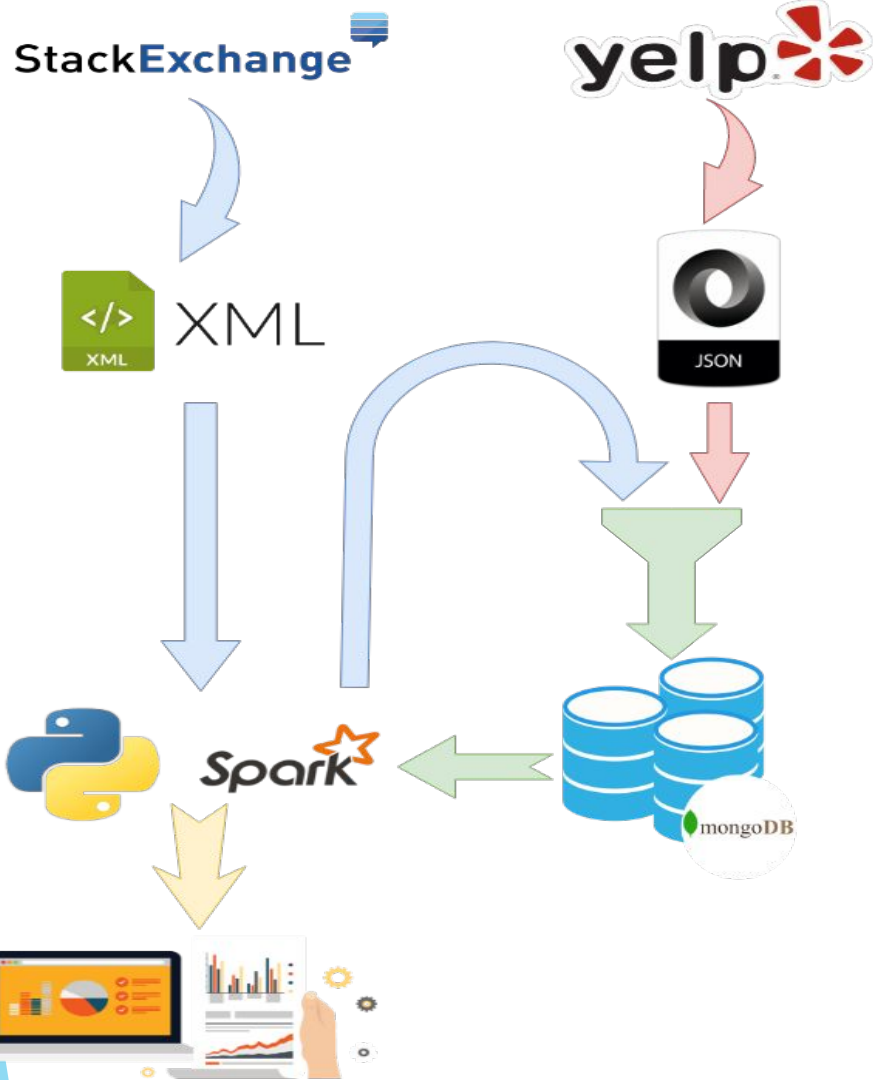 StackExchange
yelp
</>
XML
XML
JSON
Spark
mongoDB